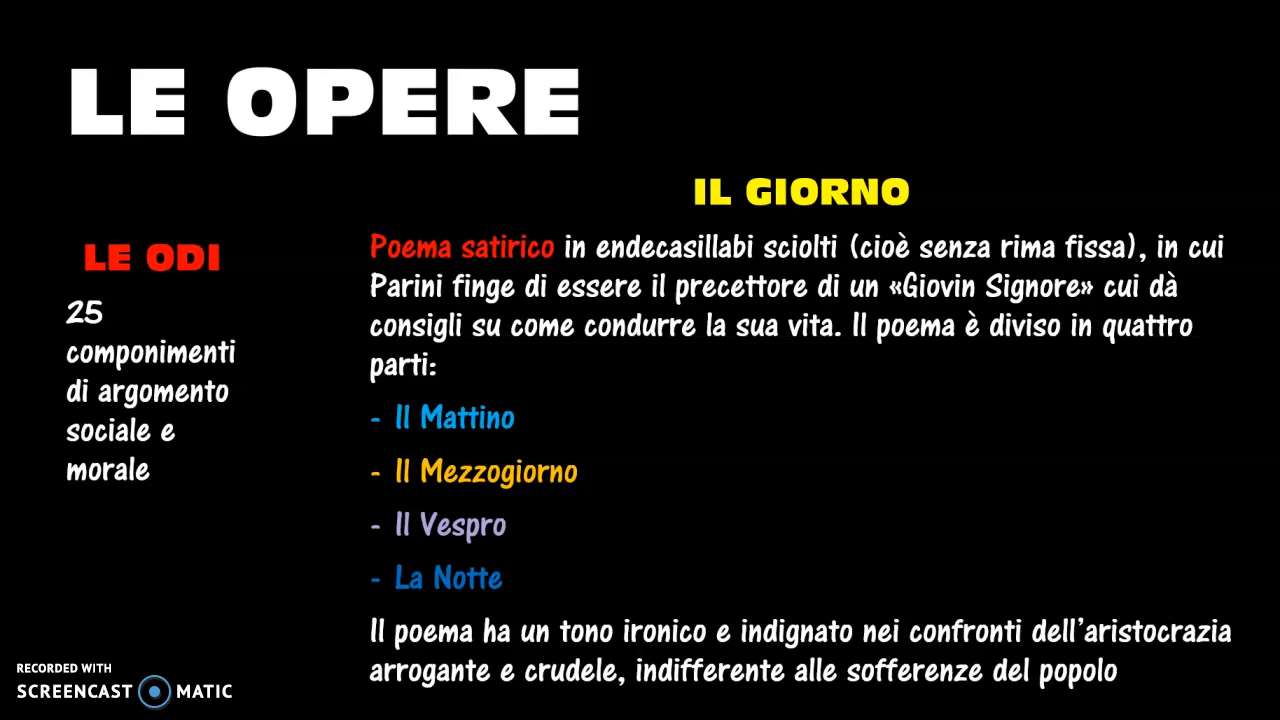 LE OPERE
LE ODI
25
componimenti
di argomento
sociale e
morale
IL GIORNO
Poema satirico in endecasillabi sciolti (cioè senza rima fissa), in cui
Parini finge di essere il precettore di un «Giovin Signore» cui dà
consigli su come condurre la sua vita. Il poema è diviso in quattro
parti:
- Il Mattino
- Il Mezzogiorno
- Il Vespro
- La Notte
Il poema ha un tono ironico e indignato nei confronti dell'aristocrazia
arrogante e crudele, indifferente alle sofferenze del popolo
RECORDED WITH
SCREENCAST MATIC